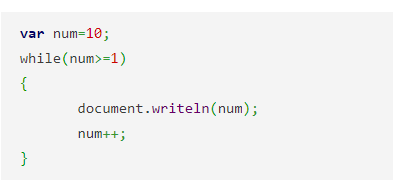 var num=10;
while(num>=1)
{
        document.writeln(num);
        num++;
}